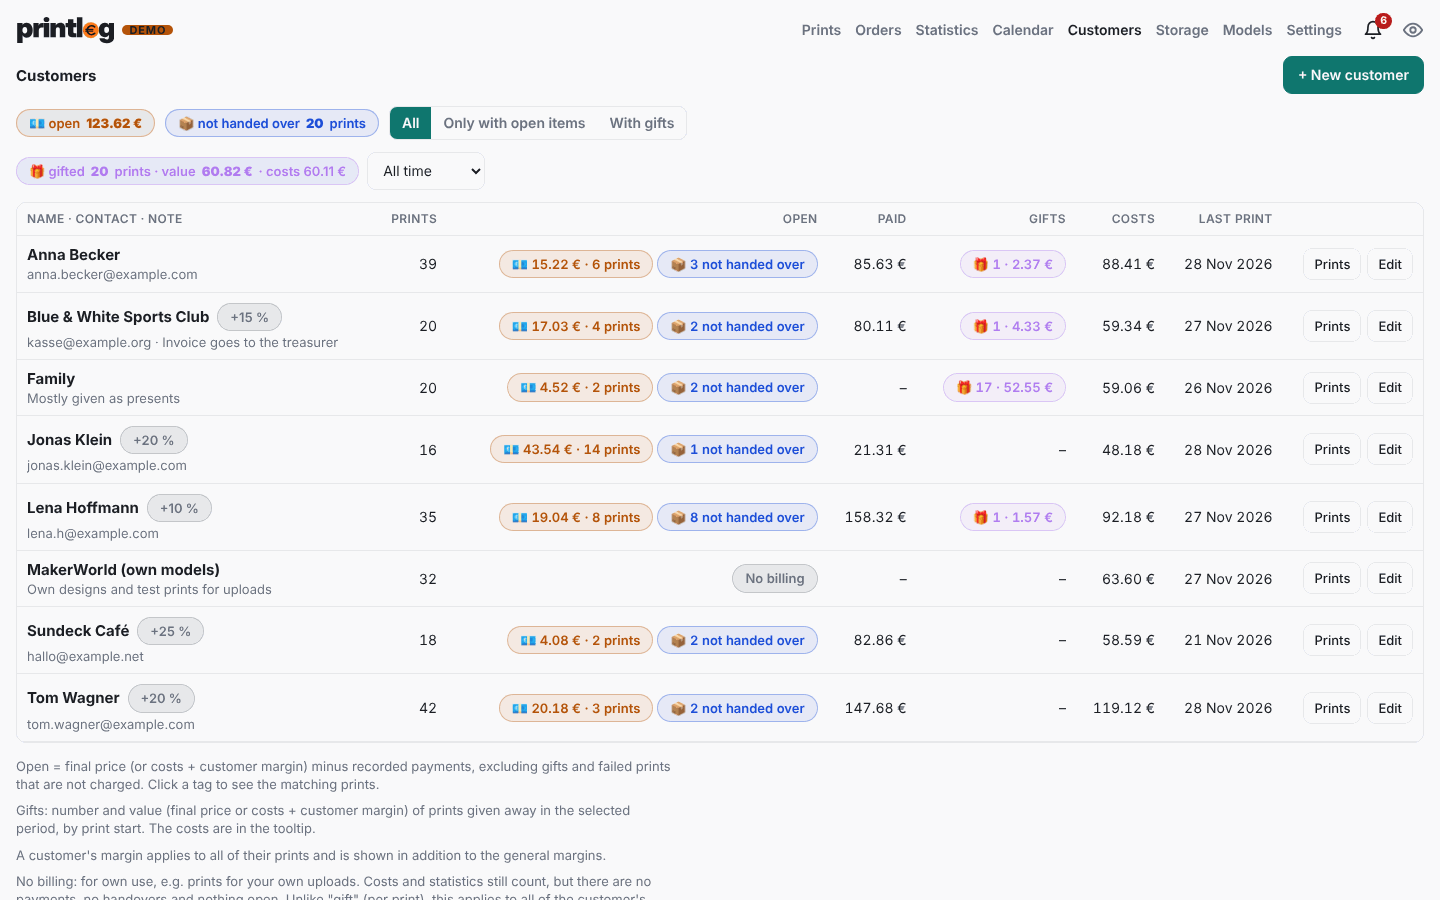 printl€g DEMO
Prints Orders Statistics Calendar Customers Storage Models Settings 6
Customers
+ New customer
open 123.62 € not handed over 20 prints All Only with open items With gifts
gifted 20 prints · value 60.82 € · costs 60.11 € All time
NAME · CONTACT · NOTE PRINTS OPEN PAID GIFTS COSTS LAST PRINT
Anna Becker
anna.becker@example.com
39 15.22 € · 6 prints 3 not handed over 85.63 € 1 · 2.37 € 88.41 € 28 Nov 2026 Prints Edit
Blue & White Sports Club +15 %
kasse@example.org · Invoice goes to the treasurer
20 17.03 € · 4 prints 2 not handed over 80.11 € 1 · 4.33 € 59.34 € 27 Nov 2026 Prints Edit
Family
Mostly given as presents
20 4.52 € · 2 prints 2 not handed over – 17 · 52.55 € 59.06 € 26 Nov 2026 Prints Edit
Jonas Klein +20 %
jonas.klein@example.com
16 43.54 € · 14 prints 1 not handed over 21.31 € – 48.18 € 28 Nov 2026 Prints Edit
Lena Hoffmann +10 %
lena.h@example.com
35 19.04 € · 8 prints 8 not handed over 158.32 € 1 · 1.57 € 92.18 € 27 Nov 2026 Prints Edit
MakerWorld (own models)
Own designs and test prints for uploads
32 No billing – – 63.60 € 27 Nov 2026 Prints Edit
Sundeck Café +25 %
hallo@example.net
18 4.08 € · 2 prints 2 not handed over 82.86 € – 58.59 € 21 Nov 2026 Prints Edit
Tom Wagner +20 %
tom.wagner@example.com
42 20.18 € · 3 prints 2 not handed over 147.68 € – 119.12 € 28 Nov 2026 Prints Edit
Open = final price (or costs + customer margin) minus recorded payments, excluding gifts and failed prints
that are not charged. Click a tag to see the matching prints.
Gifts: number and value (final price or costs + customer margin) of prints given away in the selected
period, by print start. The costs are in the tooltip.
A customer's margin applies to all of their prints and is shown in addition to the general margins.
No billing: for own use, e.g. prints for your own uploads. Costs and statistics still count, but there are no
payments, no handovers and nothing open. Unlike "gift" (per print), this applies to all of the customer's